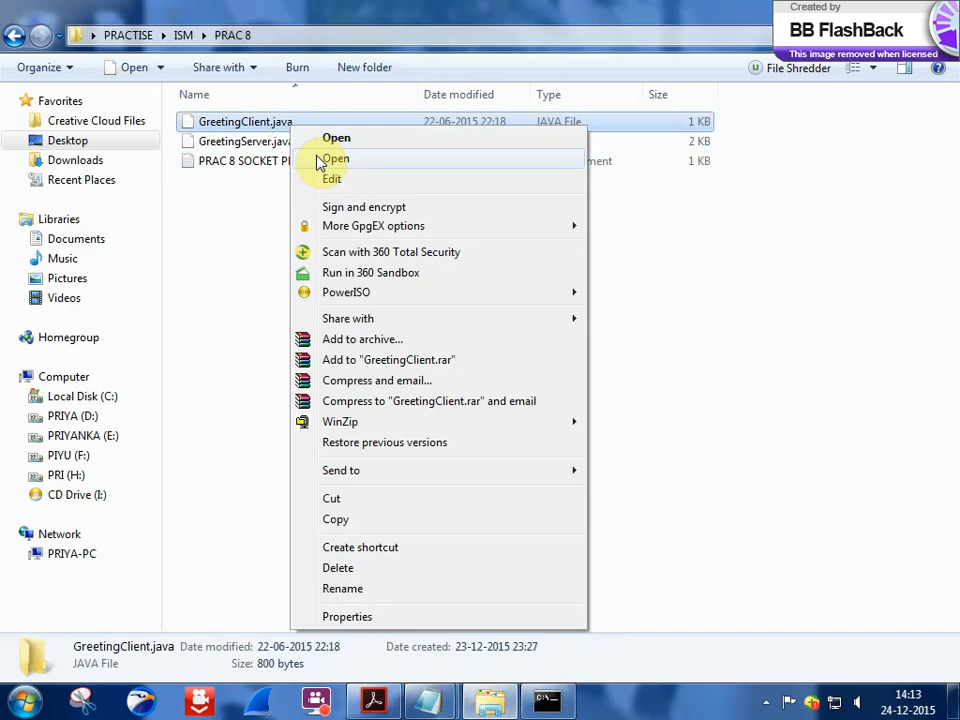 Created by
BB FlashBack
This image removed when licensed
PRACTISE ISM PRAC 8
Organize Open Share with Burn New folder File Shredder
Name Date modified Type Size
Favorites
Creative Cloud Files
Desktop
Downloads
Recent Places
Libraries
Documents
Music
Pictures
Videos
Homegroup
Computer
Local Disk (C:)
PRIYA (D:)
PRIYANKA (E:)
PIYU (F:)
PRI (H:)
CD Drive (I:)
Network
PRIYA-PC
GreetingClient.java 22-06-2015 22:18 JAVA File 1 KB
GreetingServer.java 2 KB
PRAC 8 SOCKET
Open
Open
Edit
Sign and encrypt
More GpgEX options
Scan with 360 Total Security
Run in 360 Sandbox
PowerISO
Share with
Add to archive...
Add to "GreetingClient.rar"
Compress and email...
Compress to "GreetingClient.rar" and email
WinZip
Restore previous versions
Send to
Cut
Copy
Create shortcut
Delete
Rename
Properties
GreetingClient.java Date modified: 22-06-2015 22:18 Date created: 23-12-2015 23:27
JAVA File Size: 800 bytes
14:13
24-12-2015